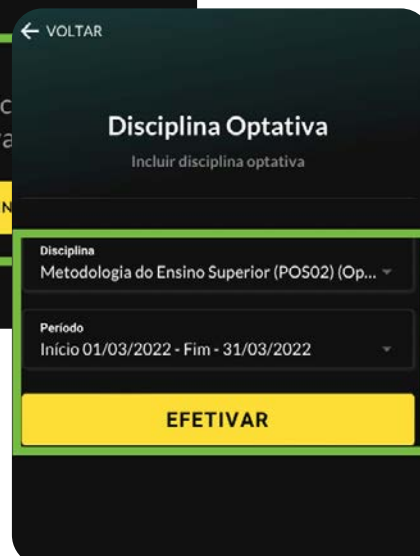 ← VOLTAR
Disciplina Optativa
Incluir disciplina optativa
Disciplina
Metodologia do Ensino Superior (POS02) (Op...
Período
Início 01/03/2022 - Fim - 31/03/2022
EFETIVAR